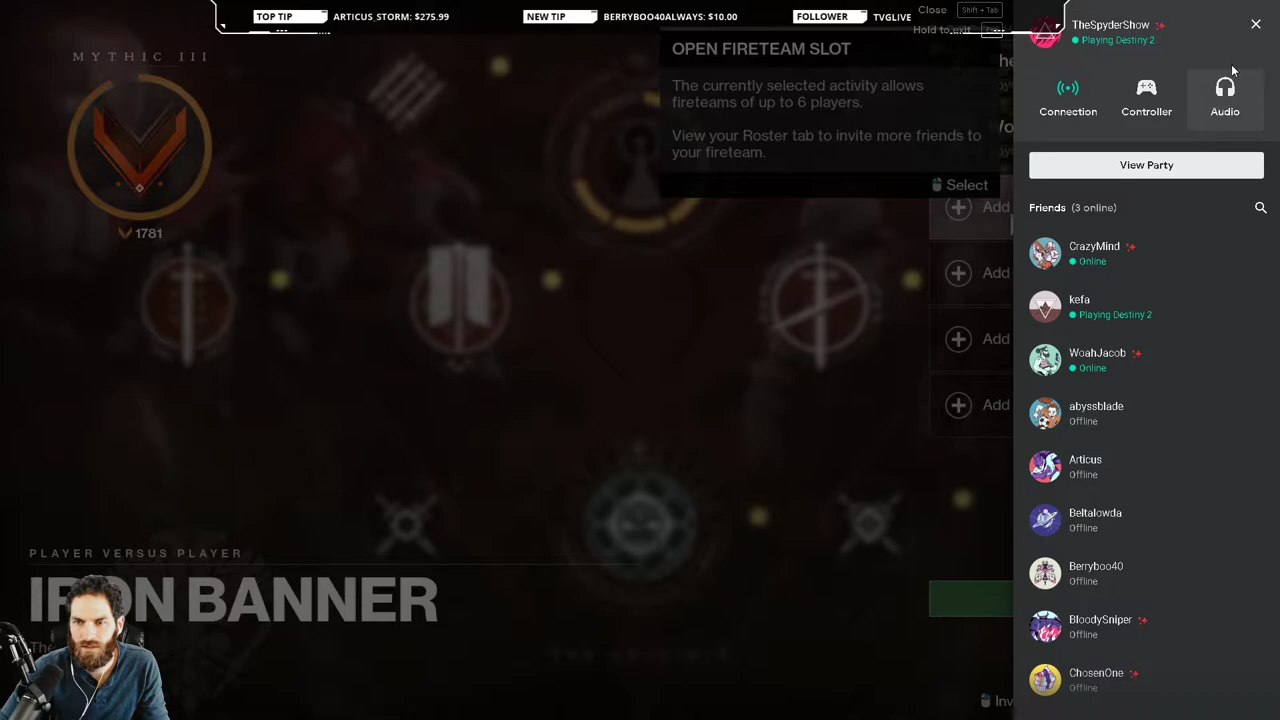 TOP TIP
ARTICUS_STORM: $275.99
NEW TIP
BERRYBOO40ALWAYS: $10.00
FOLLOWER
TVGLIVE
Close
Shift + Tab
Hold to exit
MYTHIC III
1781
OPEN FIRETEAM SLOT
The currently selected activity allows
fireteams of up to 6 players.
View your Roster tab to invite more friends to
your fireteam.
Select
Add
Add
Add
Add
PLAYER VERSUS PLAYER
IRON BANNER
TheSpyderShow
Playing Destiny 2
Connection
Controller
Audio
View Party
Friends (3 online)
CrazyMind
Online
kefa
Playing Destiny 2
WoahJacob
Online
abyssblade
Offline
Articus
Offline
Beltalowda
Offline
Berryboo40
Offline
BloodySniper
Offline
ChosenOne
Offline